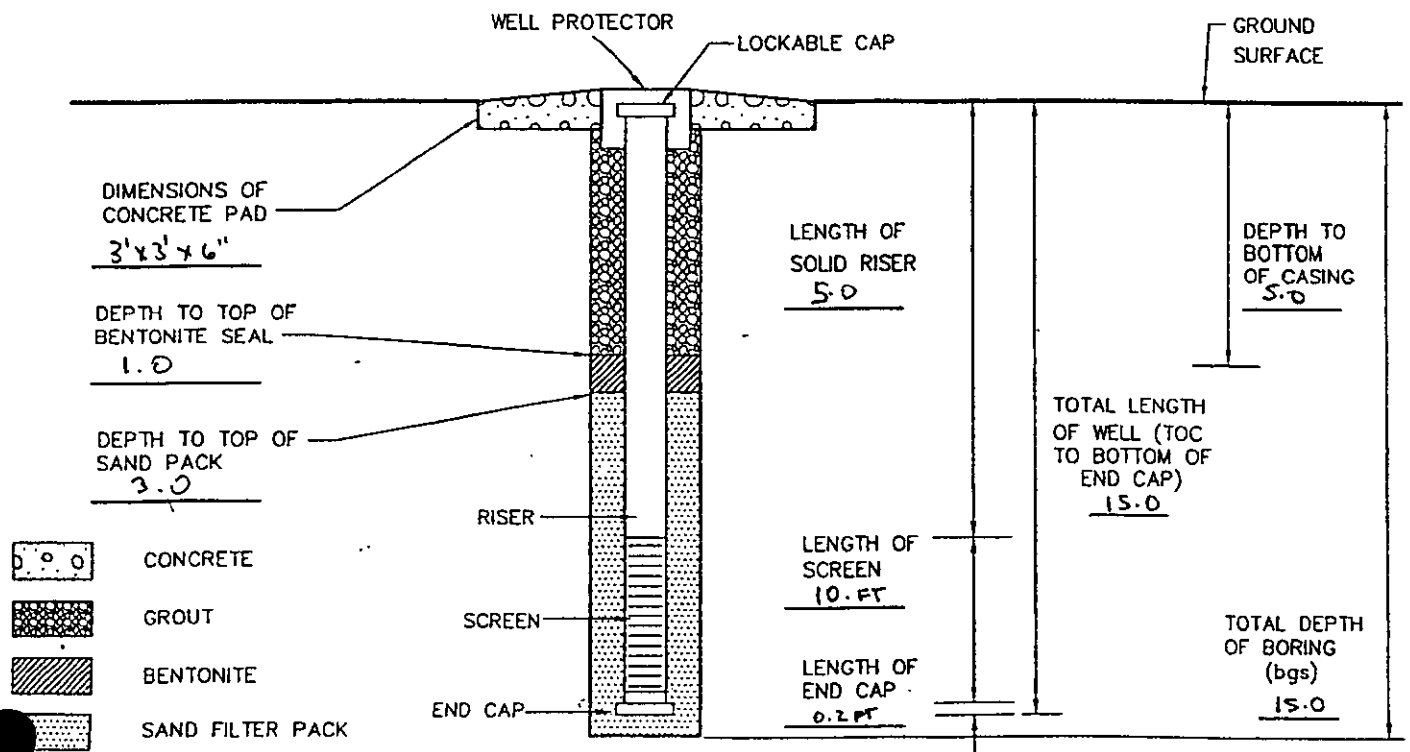 WELL PROTECTOR
LOCKABLE CAP
GROUND
SURFACE
DIMENSIONS OF
CONCRETE PAD
3'x3'x6"
DEPTH TO TOP OF
BENTONITE SEAL
1.0
DEPTH TO TOP OF
SAND PACK
3.0
LENGTH OF
SOLID RISER
5.0
DEPTH TO
BOTTOM
OF CASING
5.0
TOTAL LENGTH
OF WELL (TOC
TO BOTTOM OF
END CAP)
15.0
RISER
SCREEN
END CAP
LENGTH OF
SCREEN
10.FT
LENGTH OF
END CAP
0.2 FT
TOTAL DEPTH
OF BORING
(bgs)
15.0
CONCRETE
GROUT
BENTONITE
SAND FILTER PACK